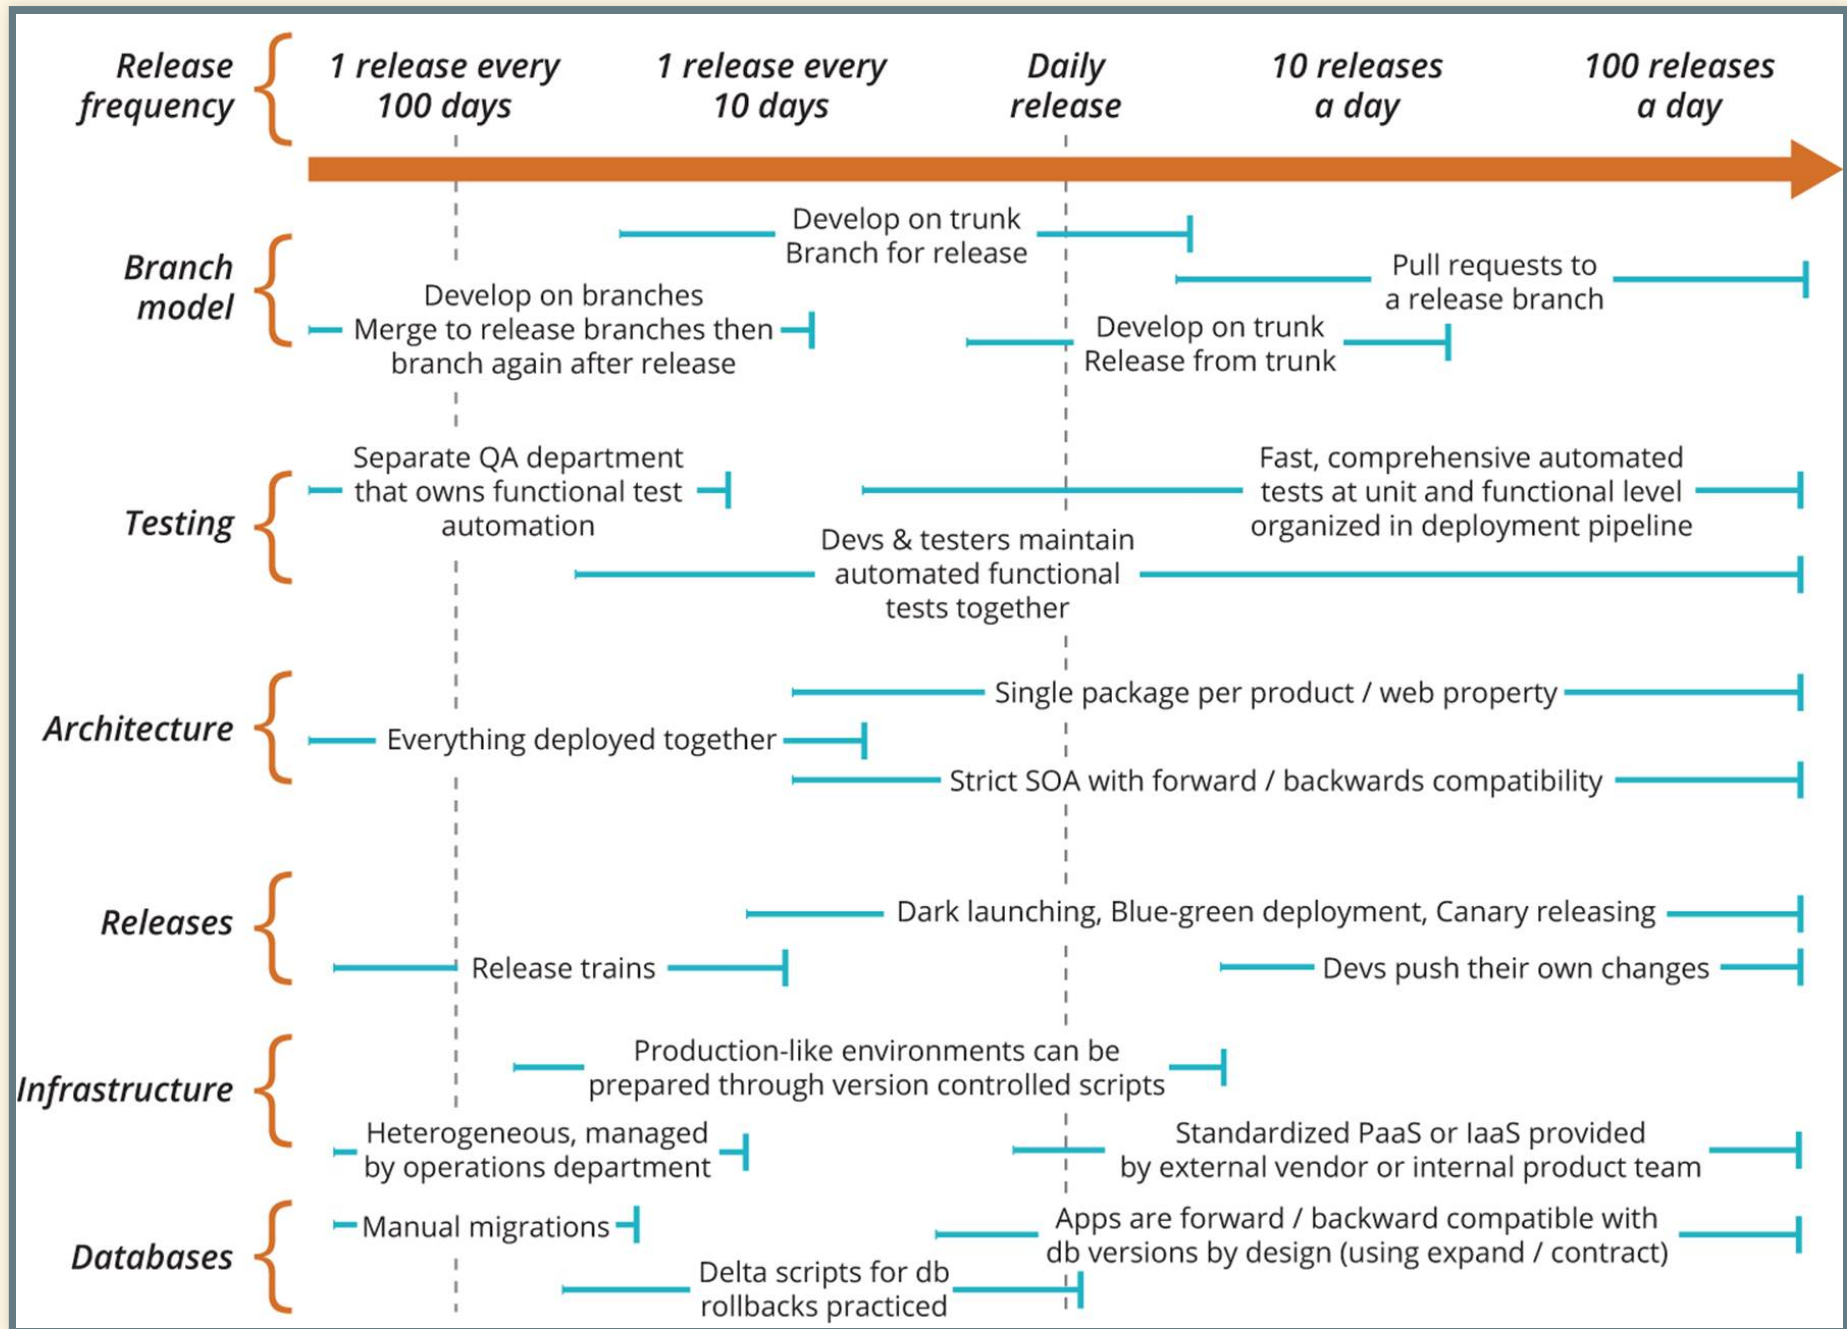 Release
frequency
1 release every
100 days
1 release every
10 days
Daily
release
10 releases
a day
100 releases
a day
Branch
model
Develop on trunk
Branch for release
Pull requests to
a release branch
Develop on branches
Merge to release branches then
branch again after release
Develop on trunk
Release from trunk
Testing
Separate QA department
that owns functional test
automation
Fast, comprehensive automated
tests at unit and functional level
organized in deployment pipeline
Devs & testers maintain
automated functional
tests together
Architecture
Single package per product / web property
Everything deployed together
Strict SOA with forward / backwards compatibility
Releases
Dark launching, Blue-green deployment, Canary releasing
Release trains
Devs push their own changes
Infrastructure
Production-like environments can be
prepared through version controlled scripts
Heterogeneous, managed
by operations department
Standardized PaaS or IaaS provided
by external vendor or internal product team
Databases
Manual migrations
Apps are forward / backward compatible with
db versions by design (using expand / contract)
Delta scripts for db
rollbacks practiced